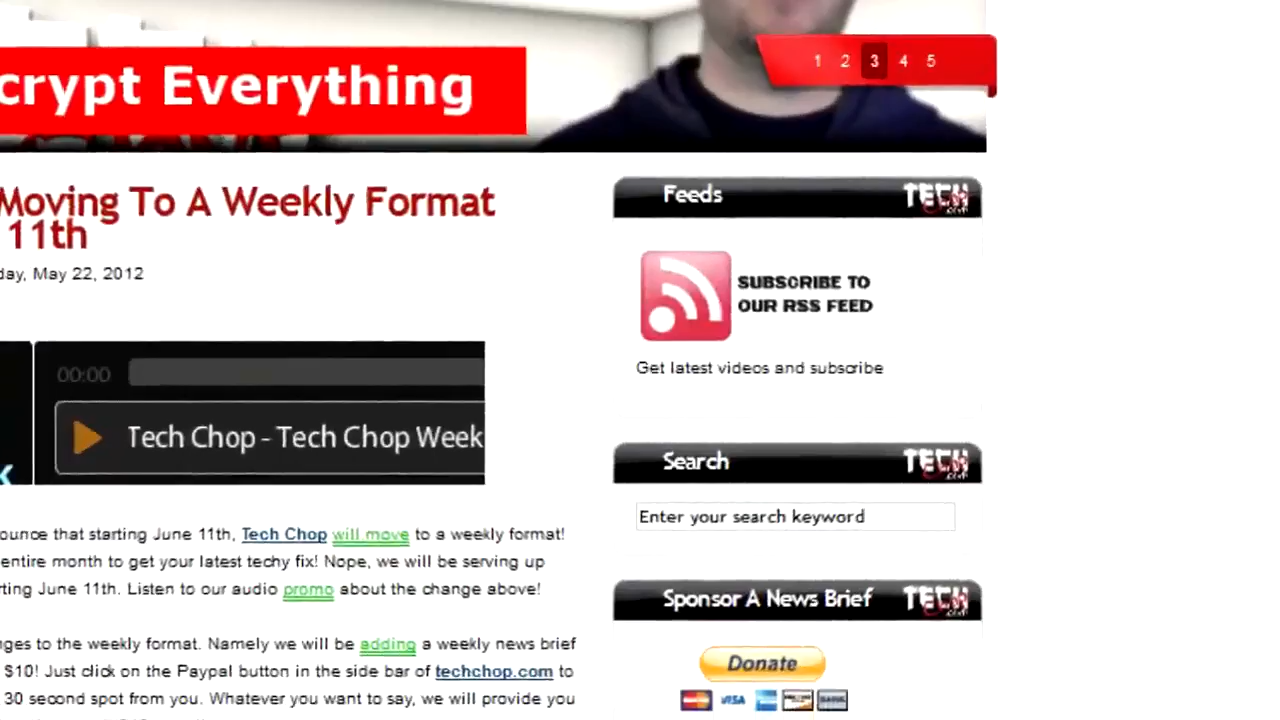 crypt Everything
1 2 3 4 5
Moving To A Weekly Format
11th
day, May 22, 2012
00:00
Tech Chop - Tech Chop Week
ounce that starting June 11th, Tech Chop will move to a weekly format!
entire month to get your latest techy fix! Nope, we will be serving up
rting June 11th. Listen to our audio promo about the change above!
nges to the weekly format. Namely we will be adding a weekly news brief
$10! Just click on the Paypal button in the side bar of techchop.com to
30 second spot from you. Whatever you want to say, we will provide you
Feeds
TECH
SUBSCRIBE TO
OUR RSS FEED
Get latest videos and subscribe
Search
TECH
Enter your search keyword
Sponsor A News Brief
TECH
Donate
VISA